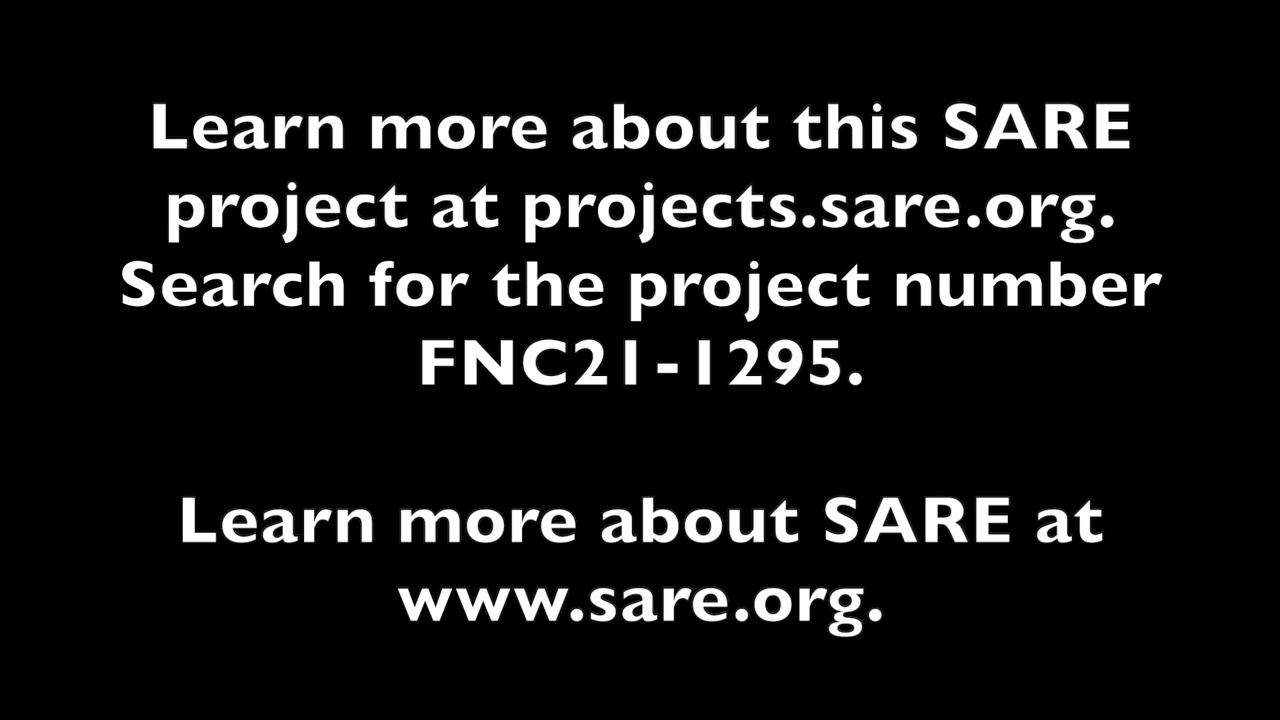 Learn more about this SARE
project at projects.sare.org.
Search for the project number
FNC21-1295.
Learn more about SARE at
www.sare.org.